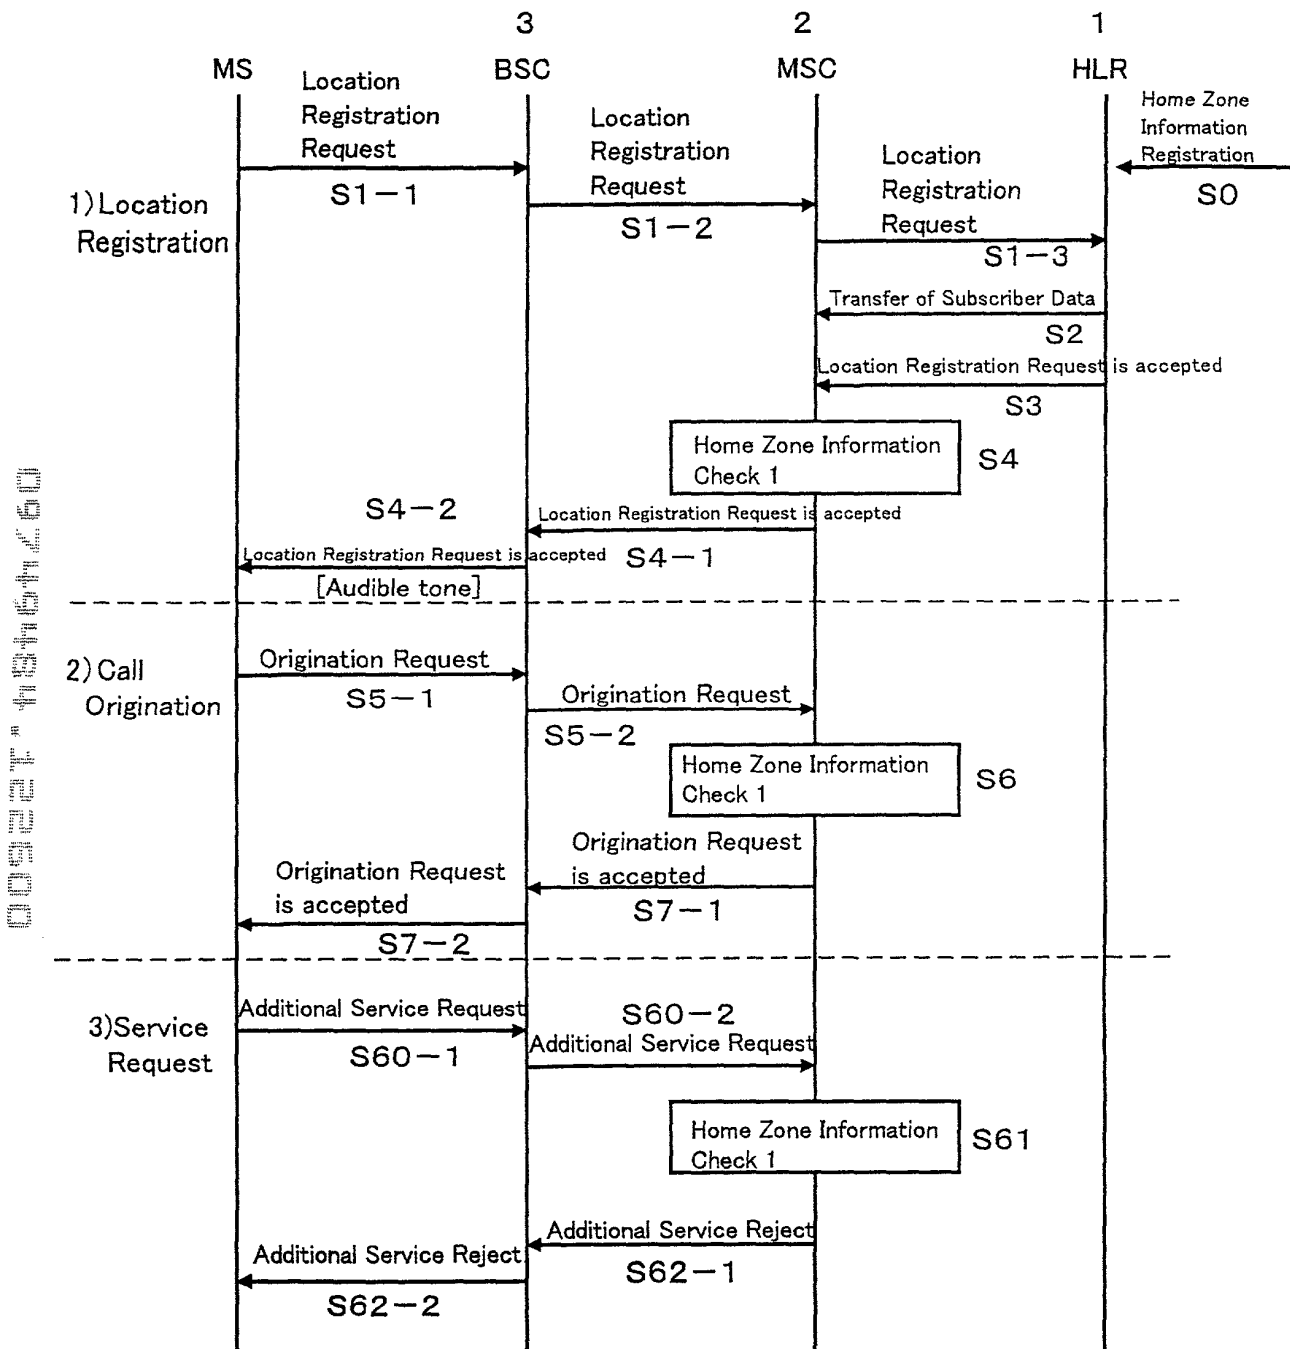 3
2
1
MS
BSC
MSC
HLR
Location
Registration
Request
S1-1
Location
Registration
Request
S1-2
Location
Registration
Request
S1-3
Home Zone
Information
Registration
S0
1)Location
Registration
Transfer of Subscriber Data
S2
Location Registration Request is accepted
S3
Home Zone Information
Check 1
S4
S4-2
Location Registration Request is accepted
S4-1
Location Registration Request is accepted
[Audible tone]
2)Call
Origination
Origination Request
S5-1
Origination Request
S5-2
Home Zone Information
Check 1
S6
Origination Request
is accepted
S7-1
Origination Request
is accepted
S7-2
3)Service
Request
Additional Service Request
S60-1
S60-2
Additional Service Request
Home Zone Information
Check 1
S61
Additional Service Reject
S62-1
Additional Service Reject
S62-2